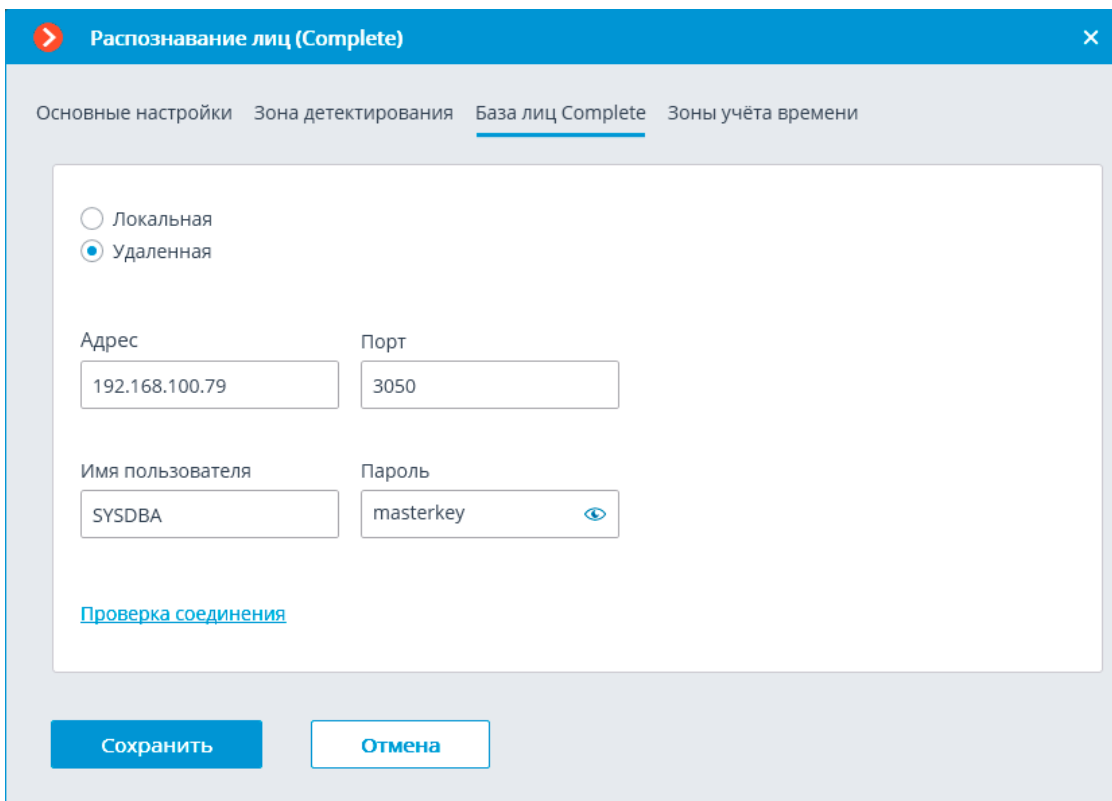 Распознавание лиц (Complete)
Основные настройки Зона детектирования База лиц Complete Зоны учёта времени
Локальная
Удаленная
Адрес Порт
192.168.100.79 3050
Имя пользователя Пароль
SYSDBA masterkey
Проверка соединения
Сохранить Отмена